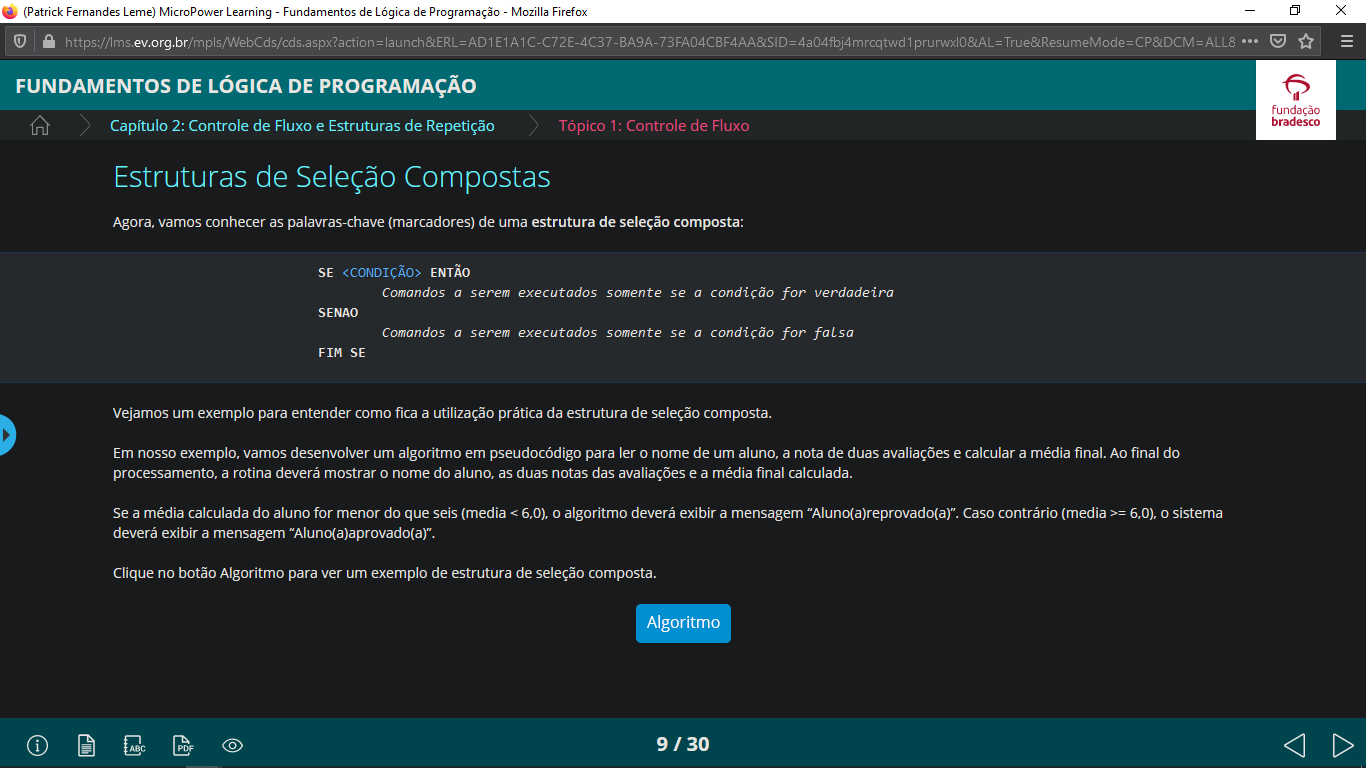 (Patrick Fernandes Leme) MicroPower Learning - Fundamentos de Lógica de Programação - Mozilla Firefox
https://lms.ev.org.br/mpls/WebCds/cds.aspx?action=launch&ERL=AD1E1A1C-C72E-4C37-BA9A-73FA04CBF4AA&SID=4a04fbj4mrcqtwd1prurwxl0&AL=True&ResumeMode=CP&DCM=ALL&
FUNDAMENTOS DE LÓGICA DE PROGRAMAÇÃO
fundação
bradesco
Capítulo 2: Controle de Fluxo e Estruturas de Repetição
Tópico 1: Controle de Fluxo
Estruturas de Seleção Compostas
Agora, vamos conhecer as palavras-chave (marcadores) de uma estrutura de seleção composta:
SE <CONDIÇÃO> ENTÃO
Comandos a serem executados somente se a condição for verdadeira
SENAO
Comandos a serem executados somente se a condição for falsa
FIM SE
Vejamos um exemplo para entender como fica a utilização prática da estrutura de seleção composta.
Em nosso exemplo, vamos desenvolver um algoritmo em pseudocódigo para ler o nome de um aluno, a nota de duas avaliações e calcular a média final. Ao final do
processamento, a rotina deverá mostrar o nome do aluno, as duas notas das avaliações e a média final calculada.
Se a média calculada do aluno for menor do que seis (media < 6,0), o algoritmo deverá exibir a mensagem “Aluno(a)reprovado(a)”. Caso contrário (media >= 6,0), o sistema
deverá exibir a mensagem “Aluno(a)aprovado(a)”.
Clique no botão Algoritmo para ver um exemplo de estrutura de seleção composta.
Algoritmo
ABC
PDF
9 / 30